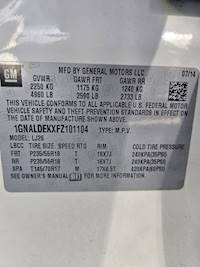 GM
MFD BY GENERAL MOTORS LLC
07/14
GVWR GAWR FRT GAWR RR
2250 KG 1175 KG 1240 KG
4960 LB 2590 LB 2733 LB
THIS VEHICLE CONFORMS TO ALL APPLICABLE U.S. FEDERAL MOTOR
VEHICLE SAFETY, BUMPER, AND THEFT PREVENTION STANDARDS
IN EFFECT ON THE DATE OF MANUFACTURE SHOWN ABOVE.
1GNALDEKXFZ101104 TYPE: M.P.V.
MODEL: LJ26
LBCC TIRE SIZE SPEED RTG RIM COLD TIRE PRESSURE
FRT P235/55R18 T 18X7J 240KPA(35PSI)
RR P235/55R18 T 18X7J 240KPA(35PSI)
SPA T145/70R17 M 420KPA(60PSI)
SEE OWNER'S MANUAL